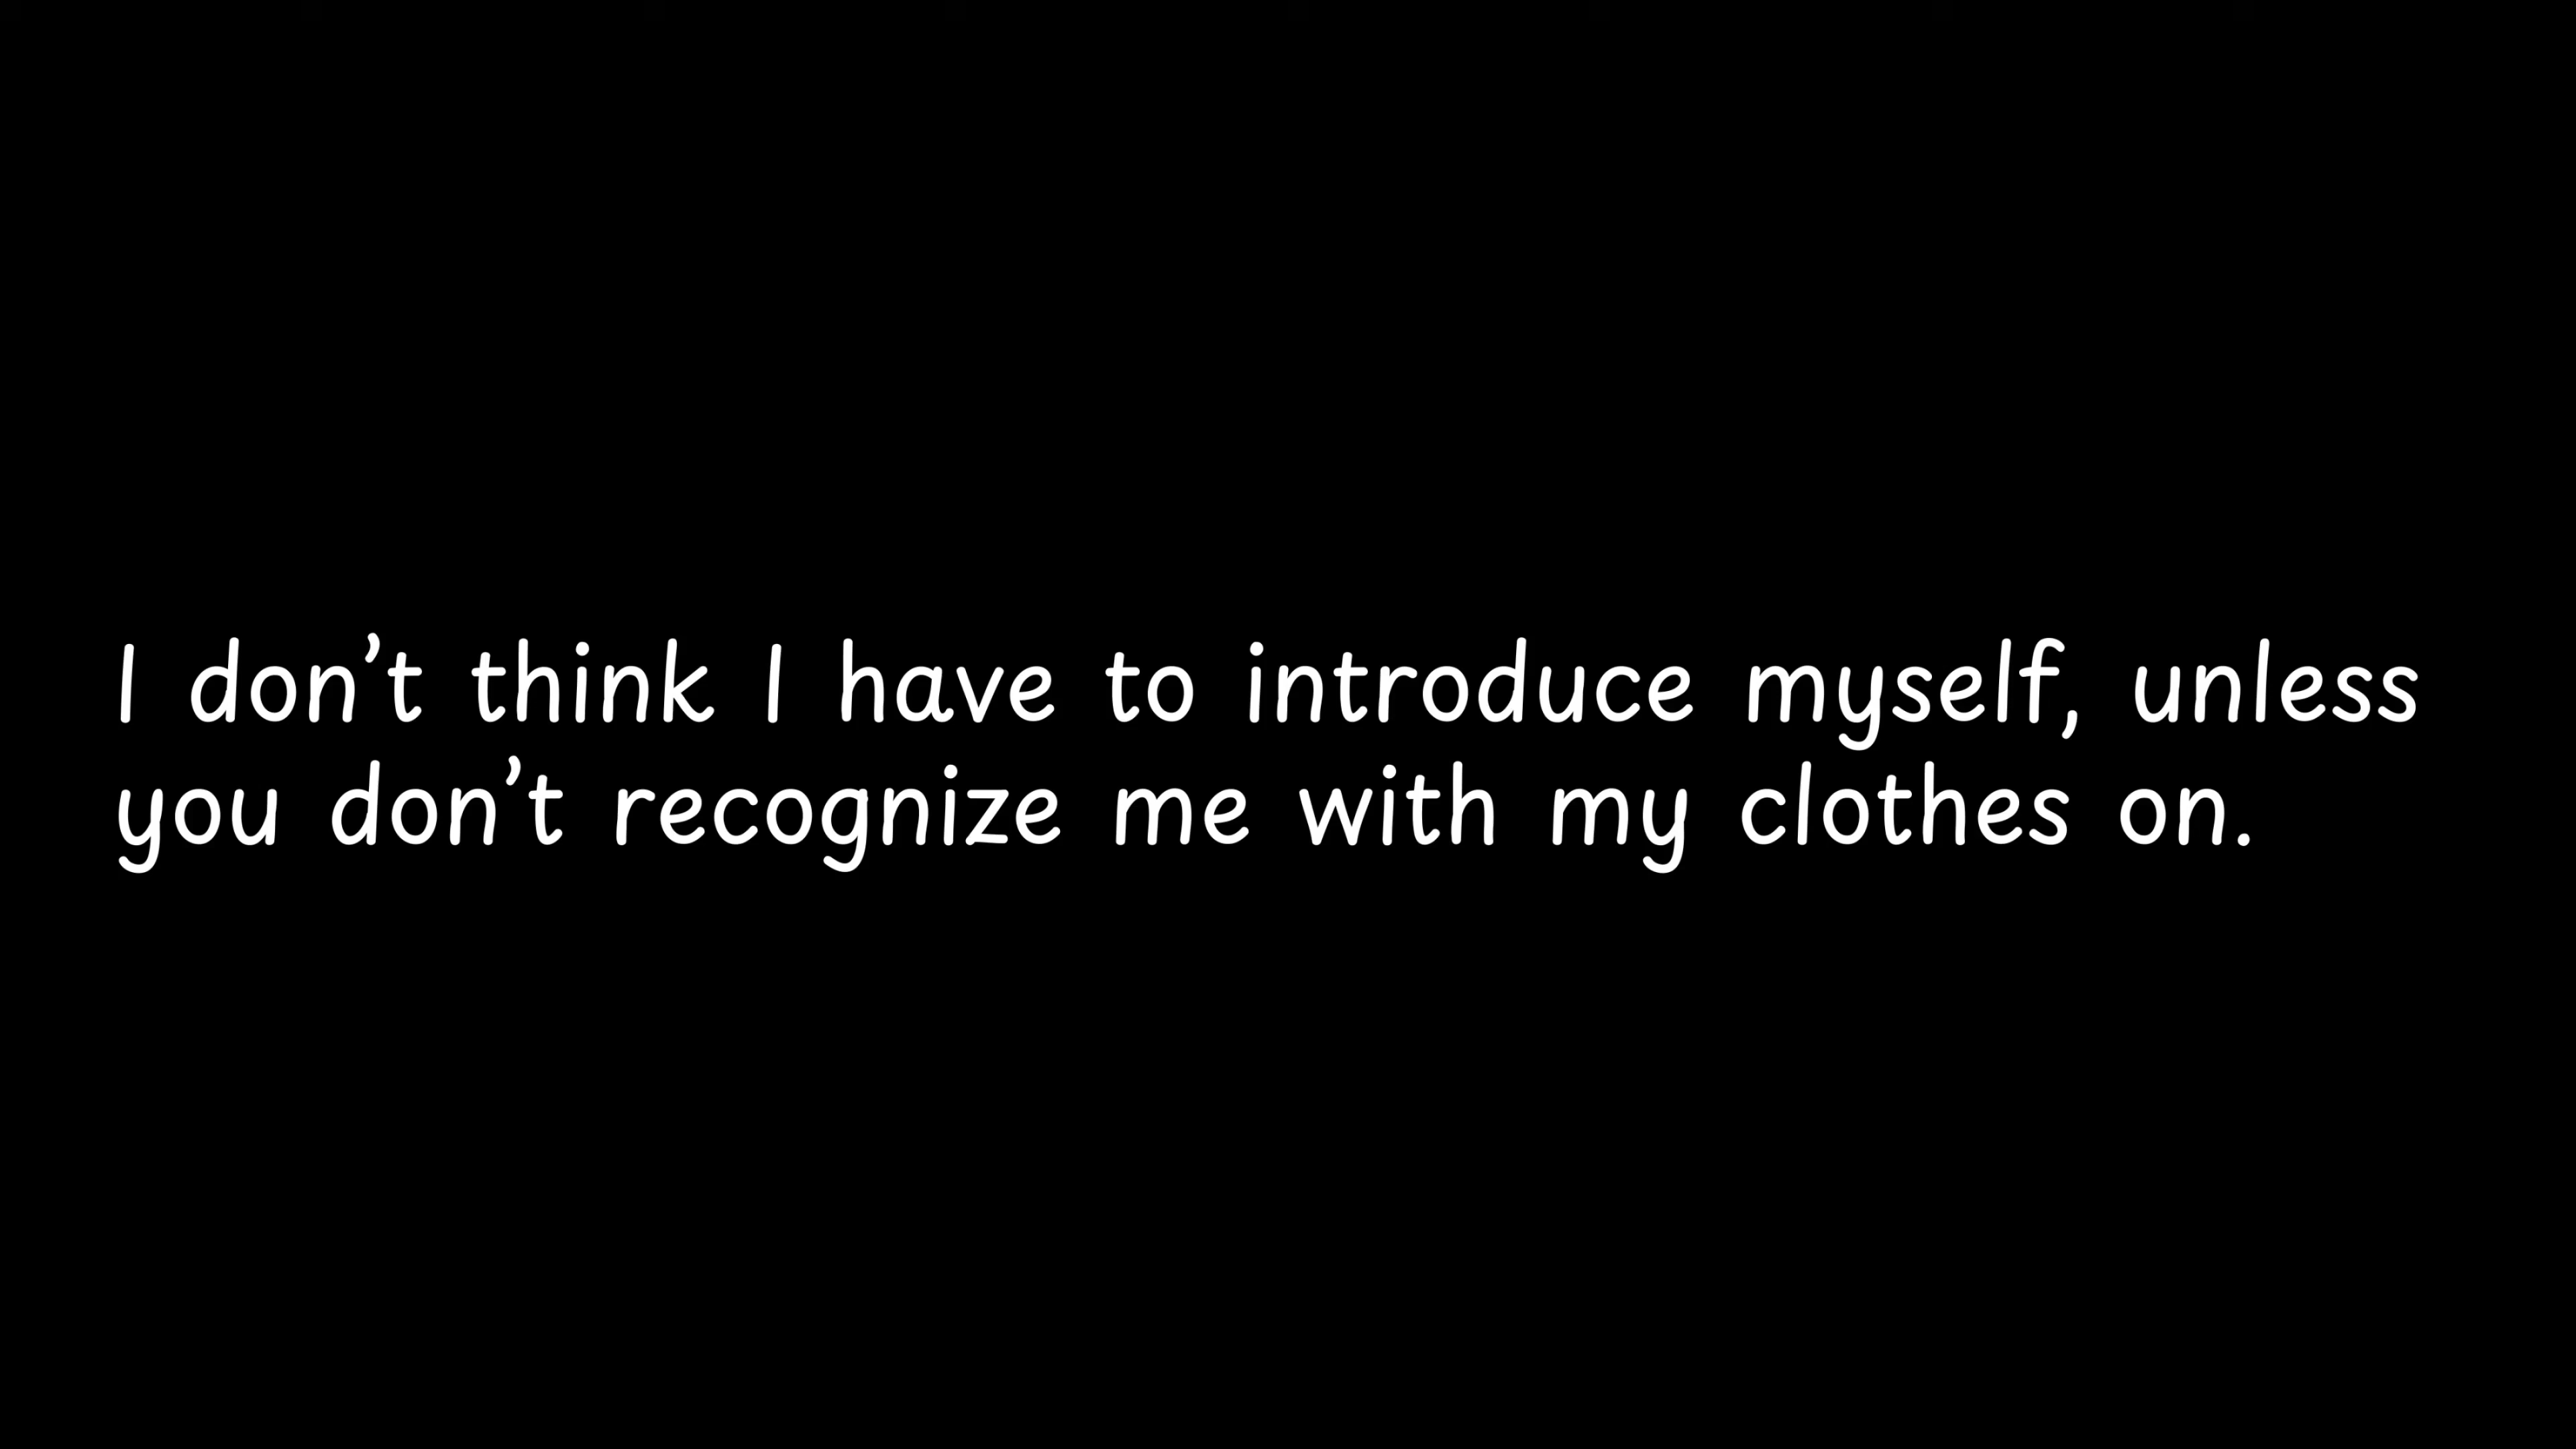 I don’t think I have to introduce myself, unless
you don’t recognize me with my clothes on.